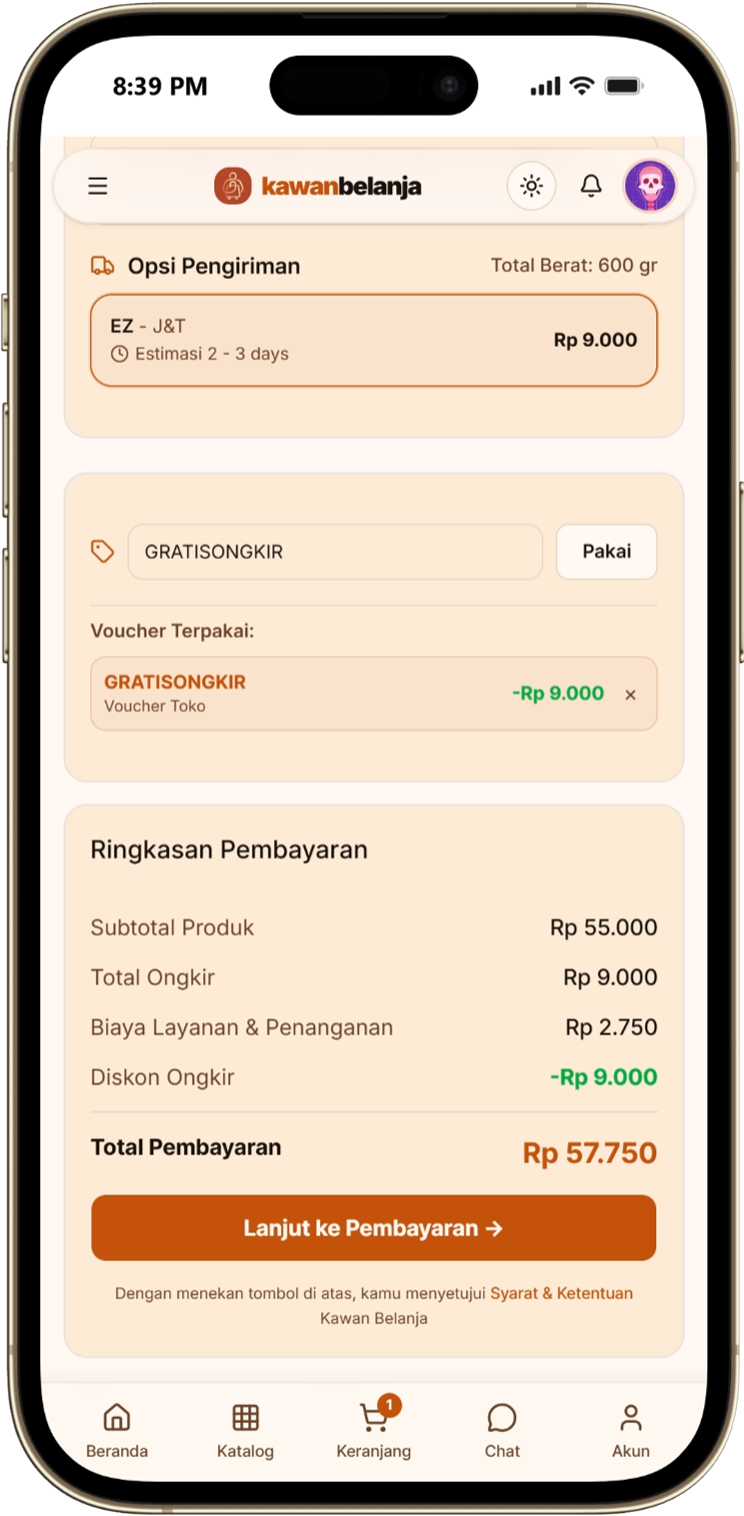 8:39 PM
kawanbelanja
Opsi Pengiriman
Total Berat: 600 gr
EZ - J&T
Estimasi 2 - 3 days
Rp 9.000
GRATISONGKIR
Pakai
Voucher Terpakai:
GRATISONGKIR
Voucher Toko
-Rp 9.000 ×
Ringkasan Pembayaran
Subtotal Produk Rp 55.000
Total Ongkir Rp 9.000
Biaya Layanan & Penanganan Rp 2.750
Diskon Ongkir -Rp 9.000
Total Pembayaran Rp 57.750
Lanjut ke Pembayaran →
Dengan menekan tombol di atas, kamu menyetujui Syarat & Ketentuan
Kawan Belanja
1
Beranda Katalog Keranjang Chat Akun